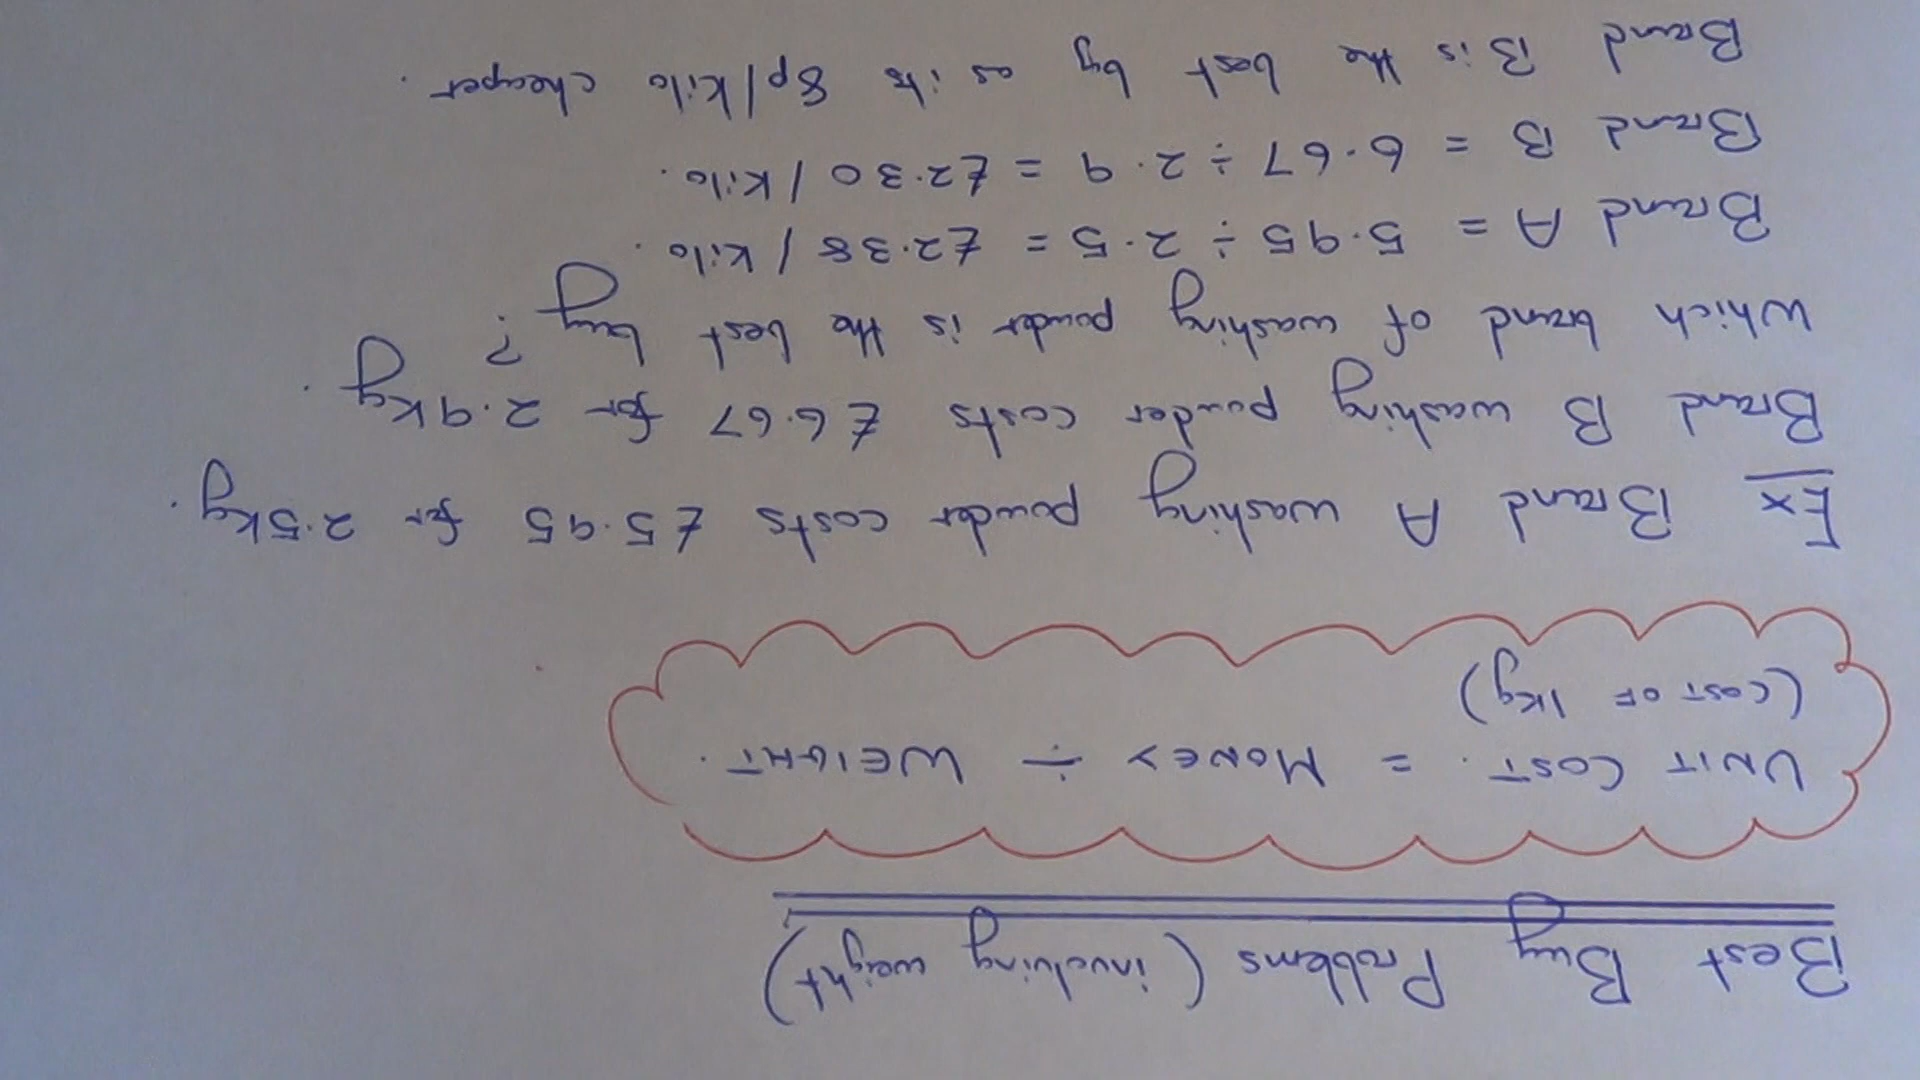 Best Buy Problems (involving weight)
UNIT COST. = MONEY ÷ WEIGHT.
(COST OF 1Kg)
Ex Brand A washing powder costs £5.95 for 2.5kg.
Brand B washing powder costs £6.67 for 2.9kg.
Which brand of washing powder is the best buy?
Brand A = 5.95 ÷ 2.5 = £2.38 / kilo.
Brand B = 6.67 ÷ 2.9 = £2.30 / kilo.
Brand B is the best by as its 8p/kilo cheaper.